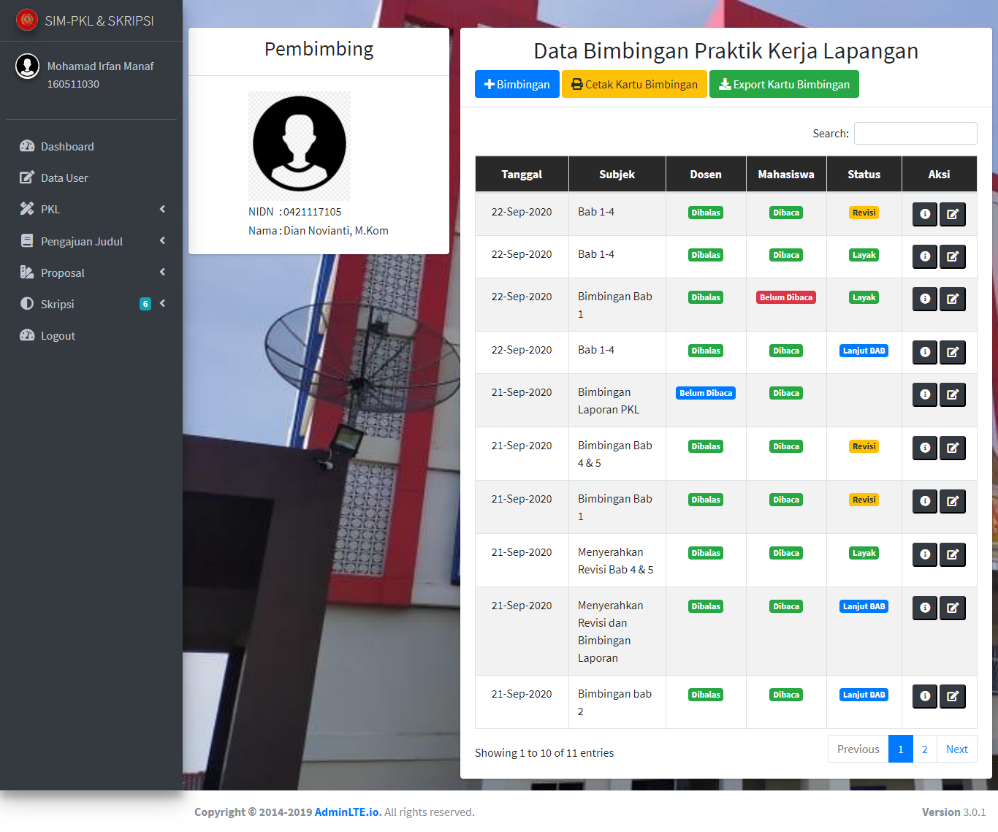 SIM-PKL & SKRIPSI
Mohamad Irfan Manaf
160511030
Dashboard
Data User
PKL
Pengajuan Judul
Proposal
Skripsi 6
Logout
Pembimbing
NIDN : 0421117105
Nama : Dian Novianti, M.Kom
Data Bimbingan Praktik Kerja Lapangan
Bimbingan Cetak Kartu Bimbingan Export Kartu Bimbingan
Search:
Tanggal Subjek Dosen Mahasiswa Status Aksi
22-Sep-2020 Bab 1-4 Dibalas Dibaca Revisi
22-Sep-2020 Bab 1-4 Dibalas Dibaca Layak
22-Sep-2020 Bimbingan Bab Dibalas Belum Dibaca Layak
1
22-Sep-2020 Bab 1-4 Dibalas Dibaca Lanjut BAB
21-Sep-2020 Bimbingan Belum Dibaca Dibaca
Laporan PKL
21-Sep-2020 Bimbingan Bab Dibalas Dibaca Revisi
4 & 5
21-Sep-2020 Bimbingan Bab Dibalas Dibaca Revisi
1
21-Sep-2020 Menyerahkan Dibalas Dibaca Layak
Revisi Bab 4 & 5
21-Sep-2020 Menyerahkan Dibalas Dibaca Lanjut BAB
Revisi dan
Bimbingan
Laporan
21-Sep-2020 Bimbingan bab Dibalas Dibaca Lanjut BAB
2
Showing 1 to 10 of 11 entries
Previous 1 2 Next
Copyright © 2014-2019 AdminLTE.io. All rights reserved.
Version 3.0.1